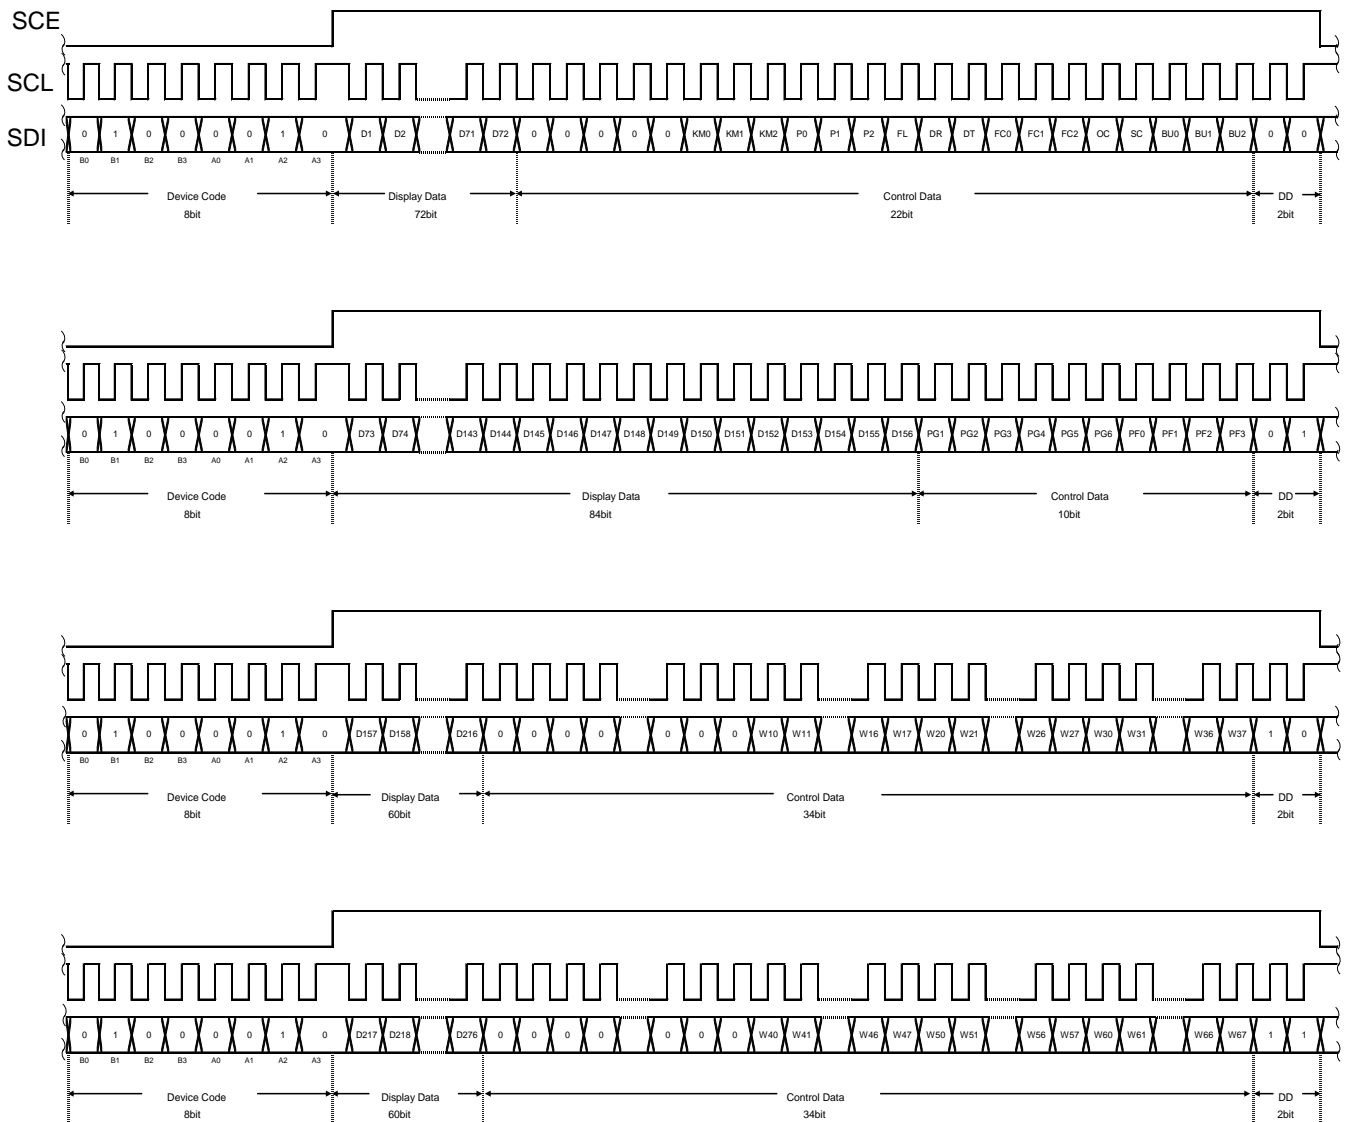 SCE
SCL
SDI
0 1 0 0 0 0 1 0 D1 D2 D71 D72 0 0 0 0 0 KM0 KM1 KM2 P0 P1 P2 FL DR DT FC0 FC1 FC2 OC SC BU0 BU1 BU2 0 0
B0 B1 B2 B3 A0 A1 A2 A3
Device Code Display Data Control Data DD
8bit 72bit 22bit 2bit
0 1 0 0 0 0 1 0 D73 D74 D143 D144 D145 D146 D147 D148 D149 D150 D151 D152 D153 D154 D155 D156 PG1 PG2 PG3 PG4 PG5 PG6 PF0 PF1 PF2 PF3 0 1
B0 B1 B2 B3 A0 A1 A2 A3
Device Code Display Data Control Data DD
8bit 84bit 10bit 2bit
0 1 0 0 0 0 1 0 D157 D158 D216 0 0 0 0 0 0 0 W10 W11 W16 W17 W20 W21 W26 W27 W30 W31 W36 W37 1 0
B0 B1 B2 B3 A0 A1 A2 A3
Device Code Display Data Control Data DD
8bit 60bit 34bit 2bit
0 1 0 0 0 0 1 0 D217 D218 D276 0 0 0 0 0 0 0 W40 W41 W46 W47 W50 W51 W56 W57 W60 W61 W66 W67 1 1
B0 B1 B2 B3 A0 A1 A2 A3
Device Code Display Data Control Data DD
8bit 60bit 34bit 2bit